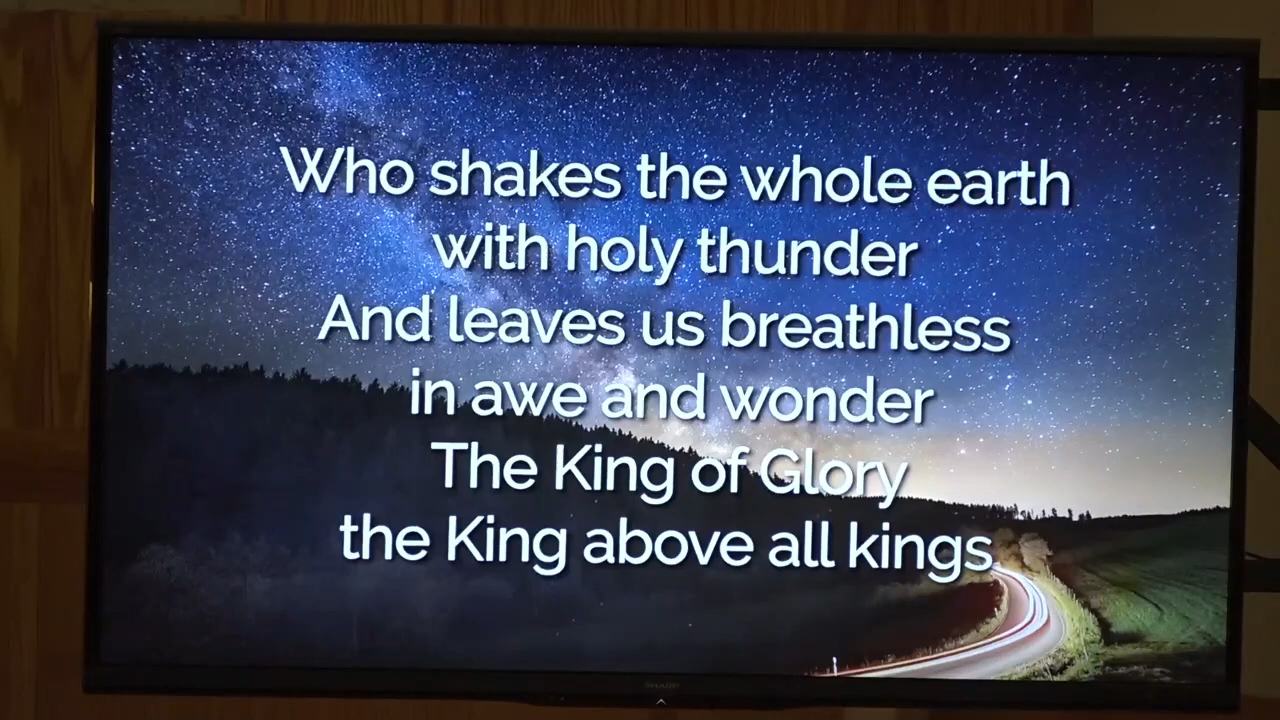 Who shakes the whole earth
with holy thunder
And leaves us breathless
in awe and wonder
The King of Glory
the King above all kings
SHARP